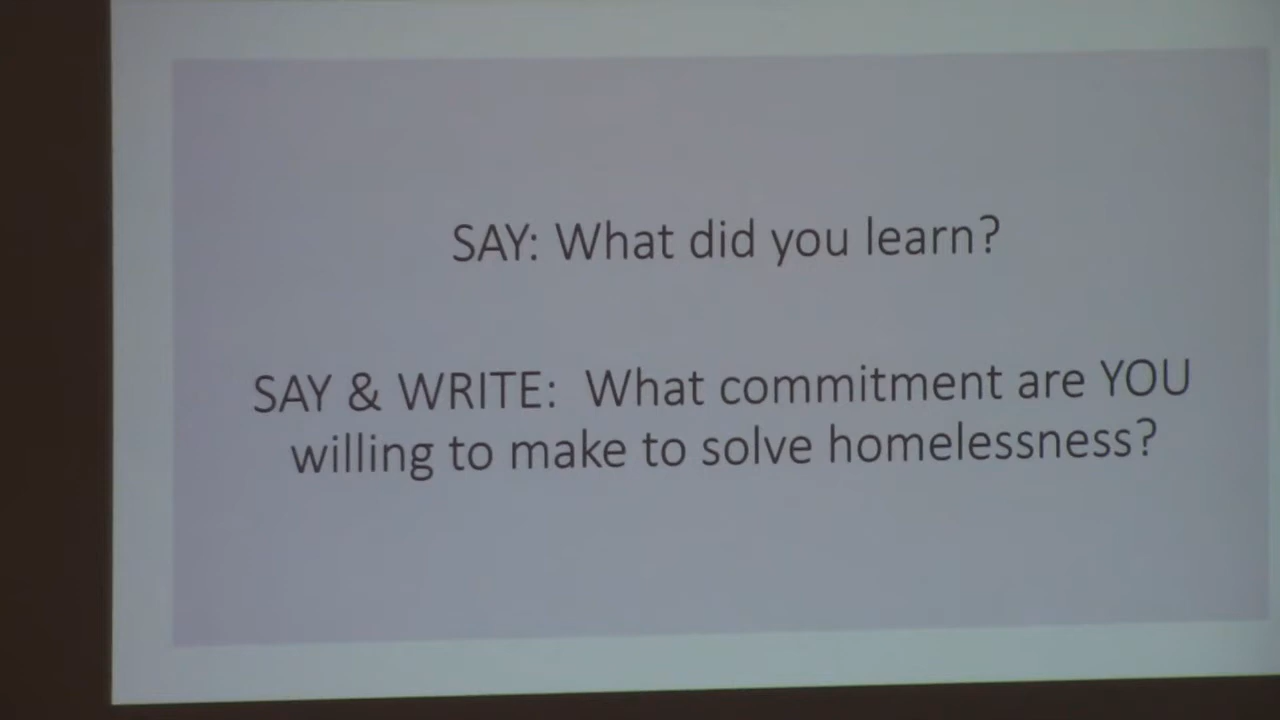 SAY: What did you learn?
SAY & WRITE: What commitment are YOU
willing to make to solve homelessness?